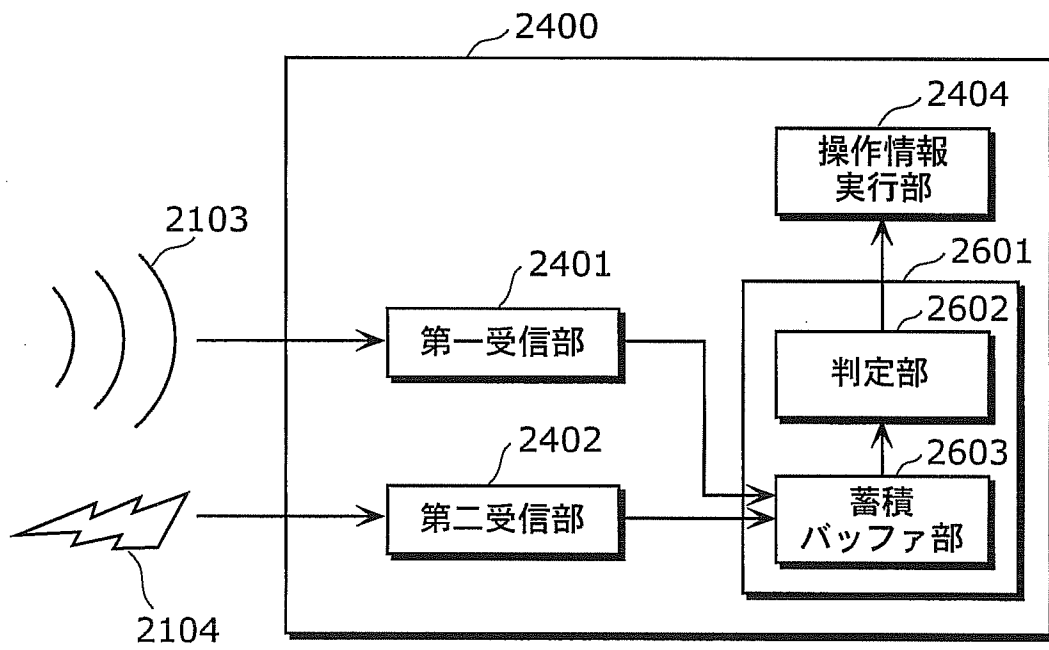 2400
2404
操作情報
実行部
2103
2401
2601
2602
第一受信部
判定部
2402
2603
第二受信部
蓄積
バッファ部
2104